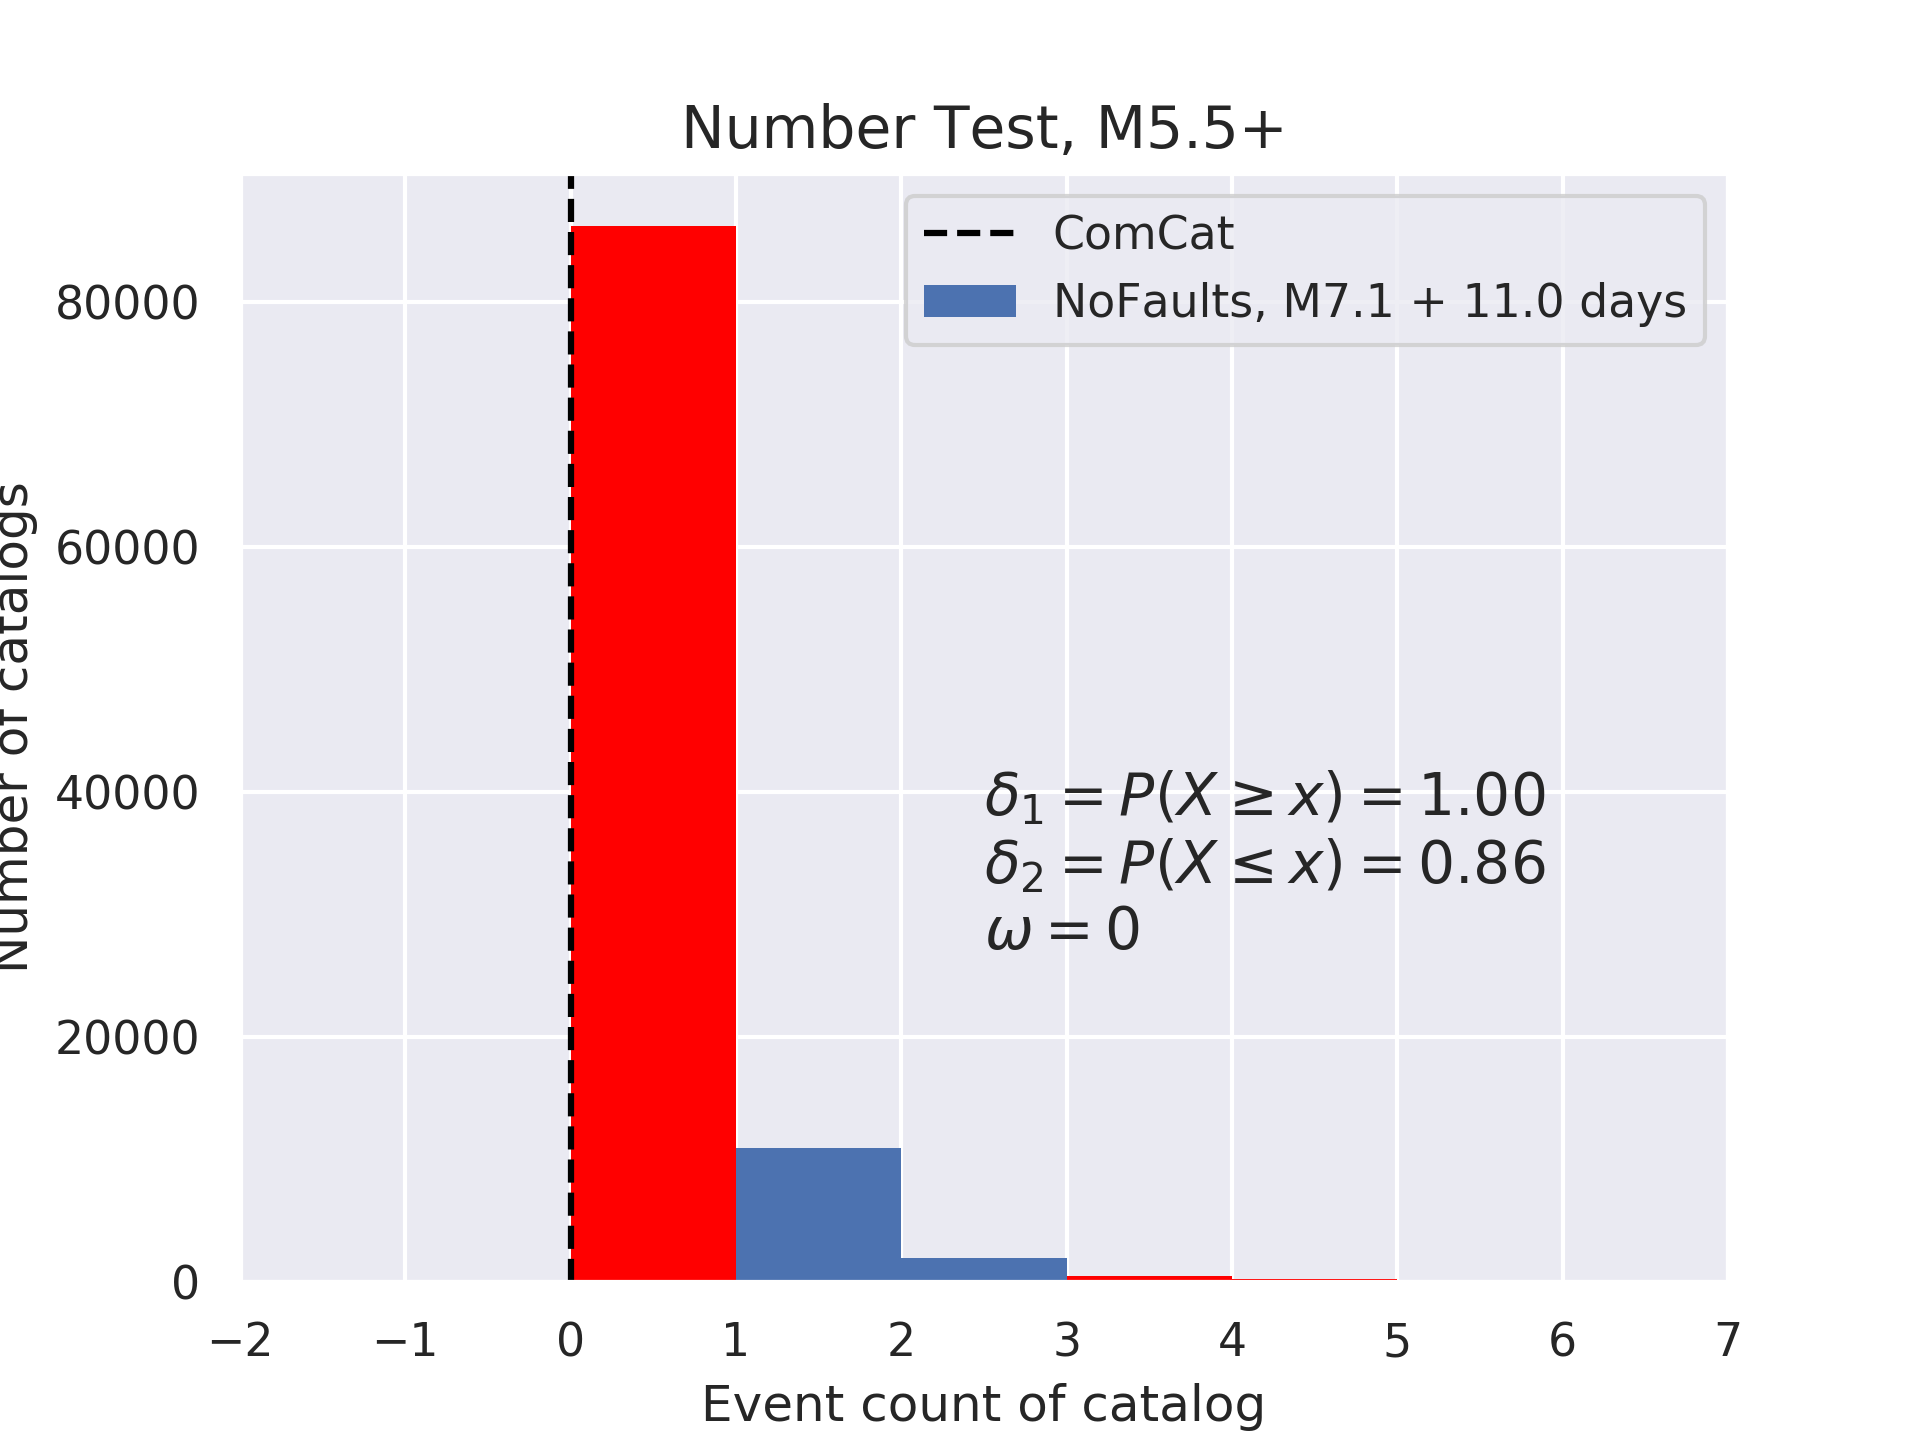 Number Test, M5.5+
ComCat
NoFaults, M7.1 + 11.0 days
80000
60000
40000
20000
0
Number of catalogs
δ₁ = P(X ≥ x) = 1.00
δ₂ = P(X ≤ x) = 0.86
ω = 0
−2 −1 0 1 2 3 4 5 6 7
Event count of catalog